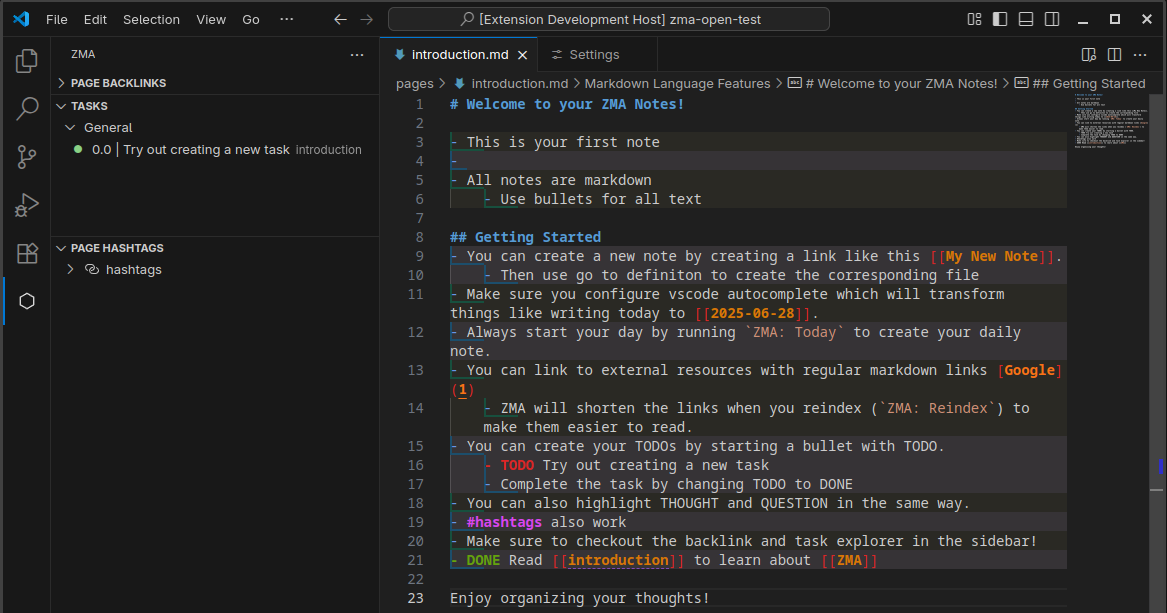 File Edit Selection View Go ··· [Extension Development Host] zma-open-test
ZMA ···
PAGE BACKLINKS
TASKS
General
0.0 | Try out creating a new task introduction
PAGE HASHTAGS
hashtags
introduction.md Settings
pages > introduction.md > Markdown Language Features > # Welcome to your ZMA Notes! > ## Getting Started
1 # Welcome to your ZMA Notes!
2
3 - This is your first note
4 -
5 - All notes are markdown
6 - Use bullets for all text
7
8 ## Getting Started
9 - You can create a new note by creating a link like this [[My New Note]].
10 - Then use go to definiton to create the corresponding file
11 - Make sure you configure vscode autocomplete which will transform
things like writing today to [[2025-06-28]].
12 - Always start your day by running `ZMA: Today` to create your daily
note.
13 - You can link to external resources with regular markdown links [Google]
(1)
14 - ZMA will shorten the links when you reindex (`ZMA: Reindex`) to
make them easier to read.
15 - You can create your TODOs by starting a bullet with TODO.
16 - TODO Try out creating a new task
17 - Complete the task by changing TODO to DONE
18 - You can also highlight THOUGHT and QUESTION in the same way.
19 - #hashtags also work
20 - Make sure to checkout the backlink and task explorer in the sidebar!
21 - DONE Read [[introduction]] to learn about [[ZMA]]
22
23 Enjoy organizing your thoughts!